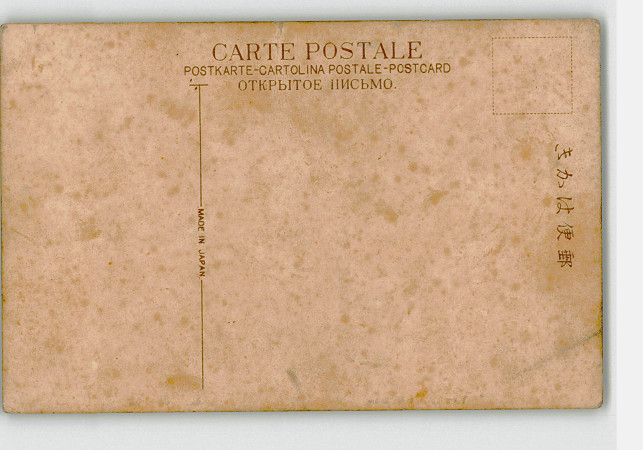 CARTE POSTALE
POSTKARTE-CARTOLINA POSTALE-POSTCARD
ОТКРЫТОЕ ПИСЬМО.
MADE IN JAPAN
きかは便郵